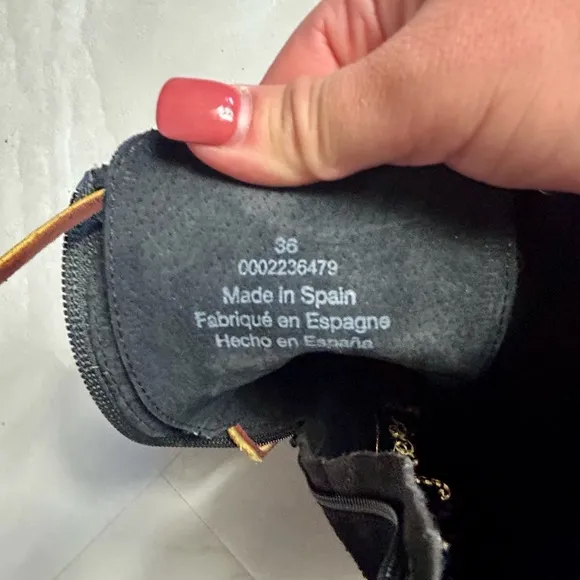 36
0002236479
Made in Spain
Fabriqué en Espagne
Hecho en España